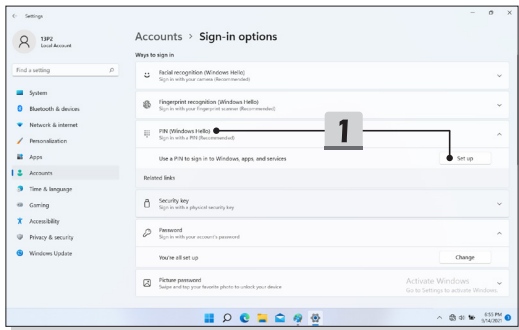 Settings
13P2
Local Account
Find a setting
System
Bluetooth & devices
Network & internet
Personalization
Apps
Accounts
Time & language
Gaming
Accessibility
Privacy & security
Windows Update
Accounts > Sign-in options
Ways to sign in
Facial recognition (Windows Hello)
Sign in with your camera (Recommended)
Fingerprint recognition (Windows Hello)
Sign in with your fingerprint scanner (Recommended)
PIN (Windows Hello)
Sign in with a PIN (Recommended)
1
Use a PIN to sign in to Windows, apps, and services
Set up
Related links
Security key
Sign in with a physical security key
Password
Sign in with your account's password
You're all set up
Change
Picture password
Swipe and tap your favorite photo to unlock your device
Activate Windows
Go to Settings to activate Windows.
6:55 PM
5/14/2021